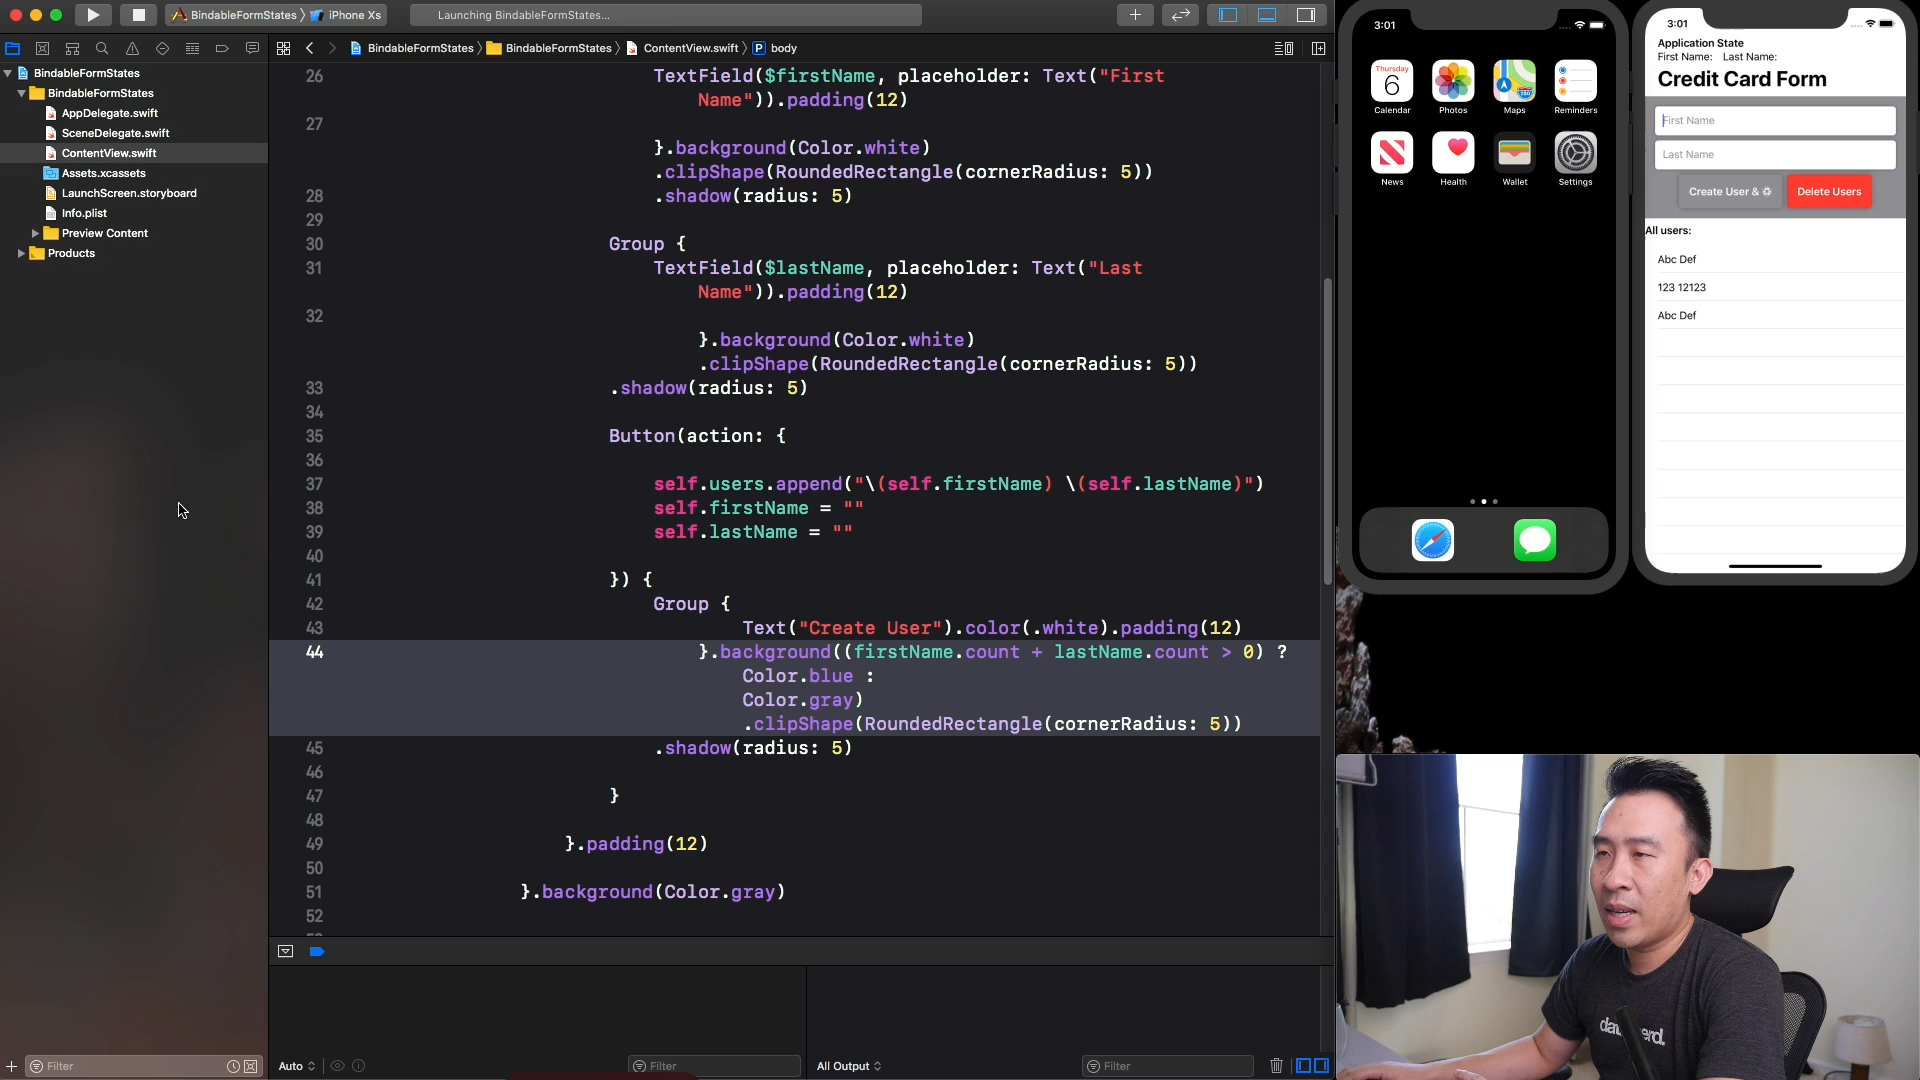 BindableFormStates
iPhone Xs
Launching BindableFormStates...
BindableFormStates
BindableFormStates
ContentView.swift
P
body
BindableFormStates
BindableFormStates
AppDelegate.swift
SceneDelegate.swift
ContentView.swift
Assets.xcassets
LaunchScreen.storyboard
Info.plist
Preview Content
Products
26 TextField($firstName, placeholder: Text("First
Name")).padding(12)
27
}.background(Color.white)
.clipShape(RoundedRectangle(cornerRadius: 5))
28 .shadow(radius: 5)
29
30 Group {
31 TextField($lastName, placeholder: Text("Last
Name")).padding(12)
32
}.background(Color.white)
.clipShape(RoundedRectangle(cornerRadius: 5))
33 .shadow(radius: 5)
34
35 Button(action: {
36
37 self.users.append("\(self.firstName) \(self.lastName)")
38 self.firstName = ""
39 self.lastName = ""
40
41 }) {
42 Group {
43 Text("Create User").color(.white).padding(12)
44 }.background((firstName.count + lastName.count > 0) ?
Color.blue :
Color.gray)
.clipShape(RoundedRectangle(cornerRadius: 5))
45 .shadow(radius: 5)
46
47 }
48
49 }.padding(12)
50
51 }.background(Color.gray)
52
Filter
Auto
Filter
All Output
Filter
3:01
Thursday
6
Calendar
Photos
Maps
Reminders
News
Health
Wallet
Settings
3:01
Application State
First Name: Last Name:
Credit Card Form
First Name
Last Name
Create User &
Delete Users
All users:
Abc Def
123 12123
Abc Def